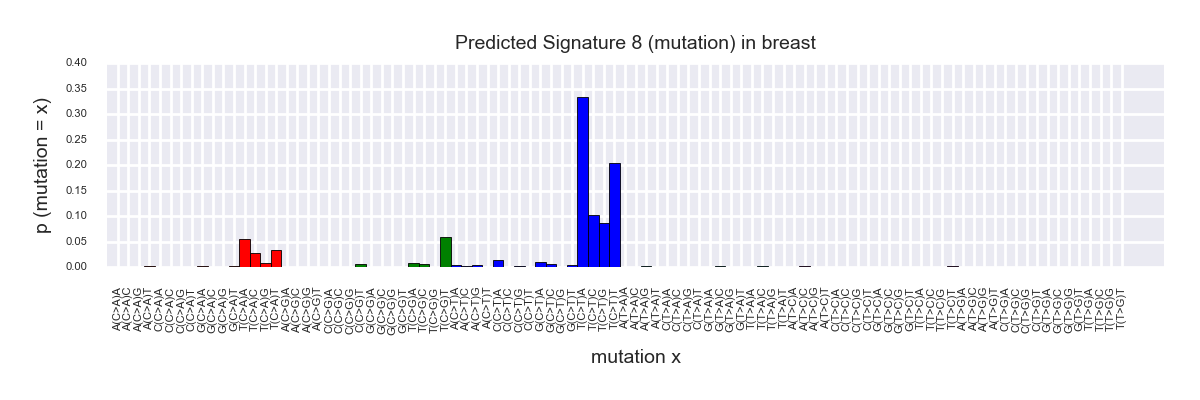 Predicted Signature 8 (mutation) in breast
p (mutation = x)
0.40
0.35
0.30
0.25
0.20
0.15
0.10
0.05
0.00
A(C>A)A
A(C>A)C
A(C>A)G
A(C>A)T
C(C>A)A
C(C>A)C
C(C>A)G
C(C>A)T
G(C>A)A
G(C>A)C
G(C>A)G
G(C>A)T
T(C>A)A
T(C>A)C
T(C>A)G
T(C>A)T
A(C>G)A
A(C>G)C
A(C>G)G
A(C>G)T
C(C>G)A
C(C>G)C
C(C>G)G
C(C>G)T
G(C>G)A
G(C>G)C
G(C>G)G
G(C>G)T
T(C>G)A
T(C>G)C
T(C>G)G
T(C>G)T
A(C>T)A
A(C>T)C
A(C>T)G
A(C>T)T
C(C>T)A
C(C>T)C
C(C>T)G
C(C>T)T
G(C>T)A
G(C>T)C
G(C>T)G
G(C>T)T
T(C>T)A
T(C>T)C
T(C>T)G
T(C>T)T
A(T>A)A
A(T>A)C
A(T>A)G
A(T>A)T
C(T>A)A
C(T>A)C
C(T>A)G
C(T>A)T
G(T>A)A
G(T>A)C
G(T>A)G
G(T>A)T
T(T>A)A
T(T>A)C
T(T>A)G
T(T>A)T
A(T>C)A
A(T>C)C
A(T>C)G
A(T>C)T
C(T>C)A
C(T>C)C
C(T>C)G
C(T>C)T
G(T>C)A
G(T>C)C
G(T>C)G
G(T>C)T
T(T>C)A
T(T>C)C
T(T>C)G
T(T>C)T
A(T>G)A
A(T>G)C
A(T>G)G
A(T>G)T
C(T>G)A
C(T>G)C
C(T>G)G
C(T>G)T
G(T>G)A
G(T>G)C
G(T>G)G
G(T>G)T
T(T>G)A
T(T>G)C
T(T>G)G
T(T>G)T
mutation x